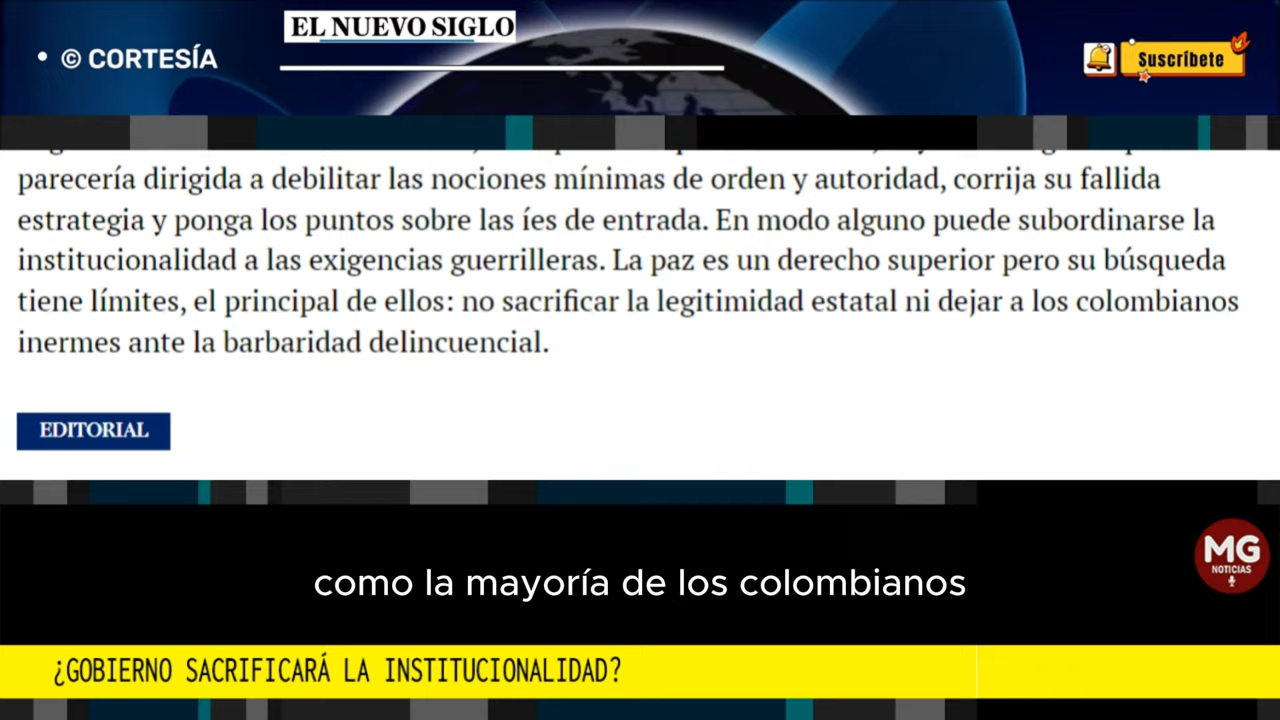 EL NUEVO SIGLO
• © CORTESÍA
Suscríbete
parecería dirigida a debilitar las nociones mínimas de orden y autoridad, corrija su fallida
estrategia y ponga los puntos sobre las íes de entrada. En modo alguno puede subordinarse la
institucionalidad a las exigencias guerrilleras. La paz es un derecho superior pero su búsqueda
tiene límites, el principal de ellos: no sacrificar la legitimidad estatal ni dejar a los colombianos
inermes ante la barbaridad delincuencial.
EDITORIAL
MG
NOTICIAS
como la mayoría de los colombianos
¿GOBIERNO SACRIFICARÁ LA INSTITUCIONALIDAD?